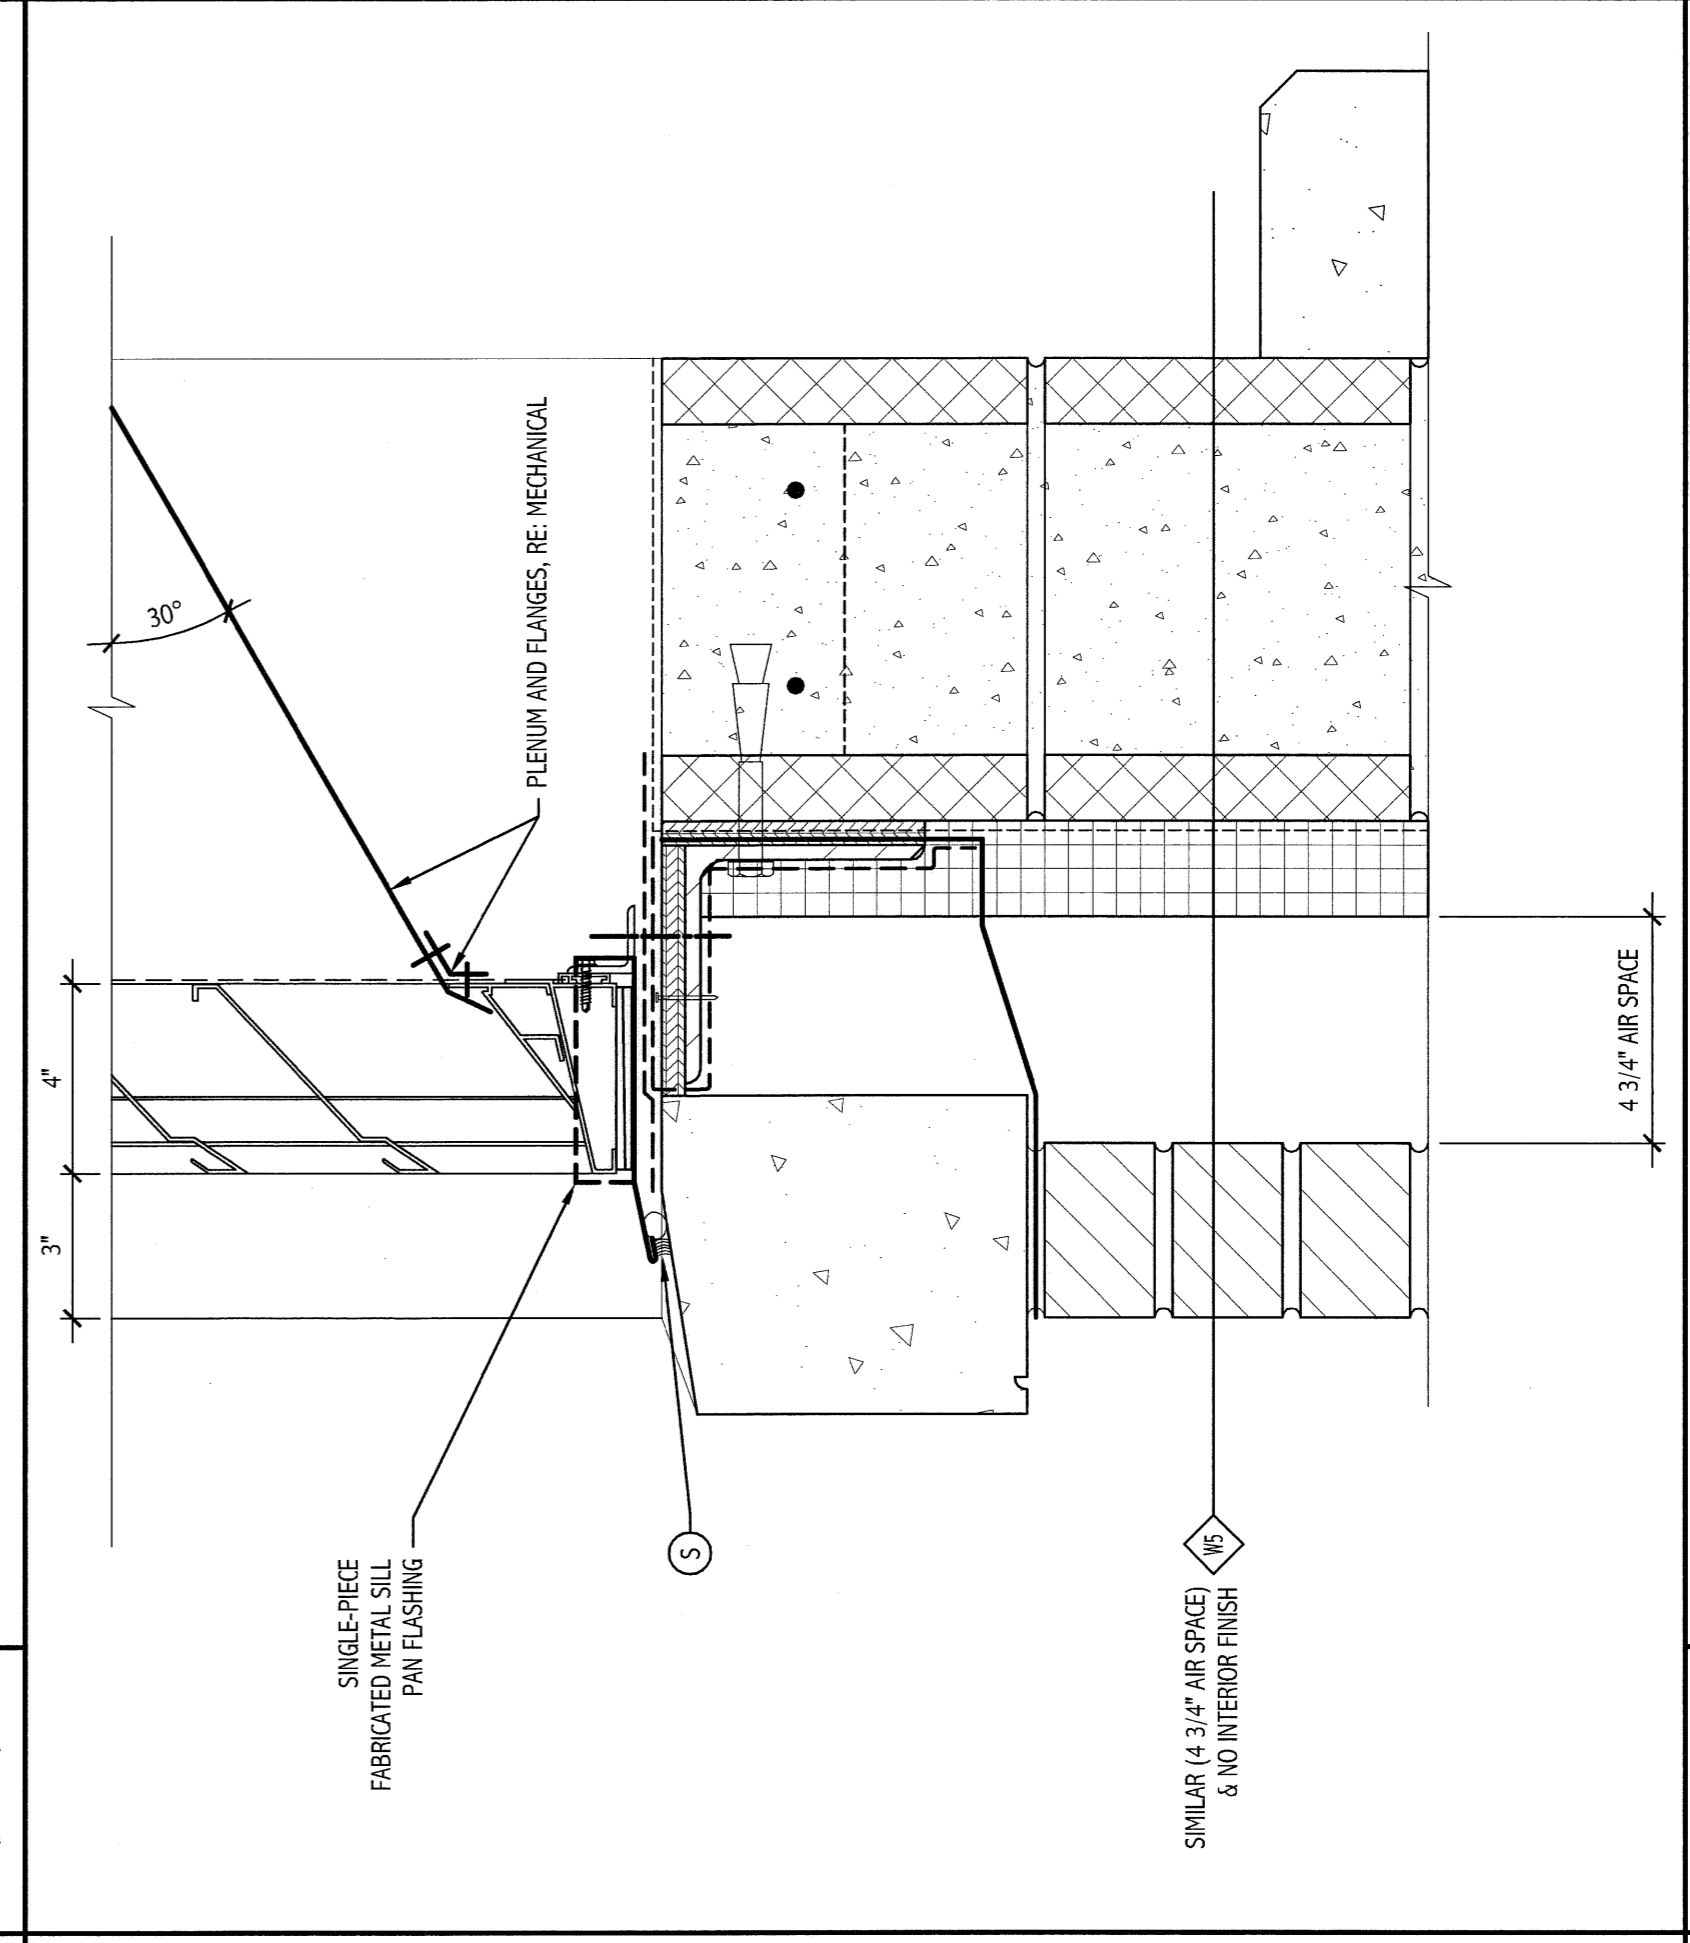 3"
4"
30°
PLENUM AND FLANGES, RE: MECHANICAL
SINGLE-PIECE
FABRICATED METAL SILL
PAN FLASHING
S
W5
SIMILAR (4 3/4" AIR SPACE)
& NO INTERIOR FINISH
4 3/4" AIR SPACE